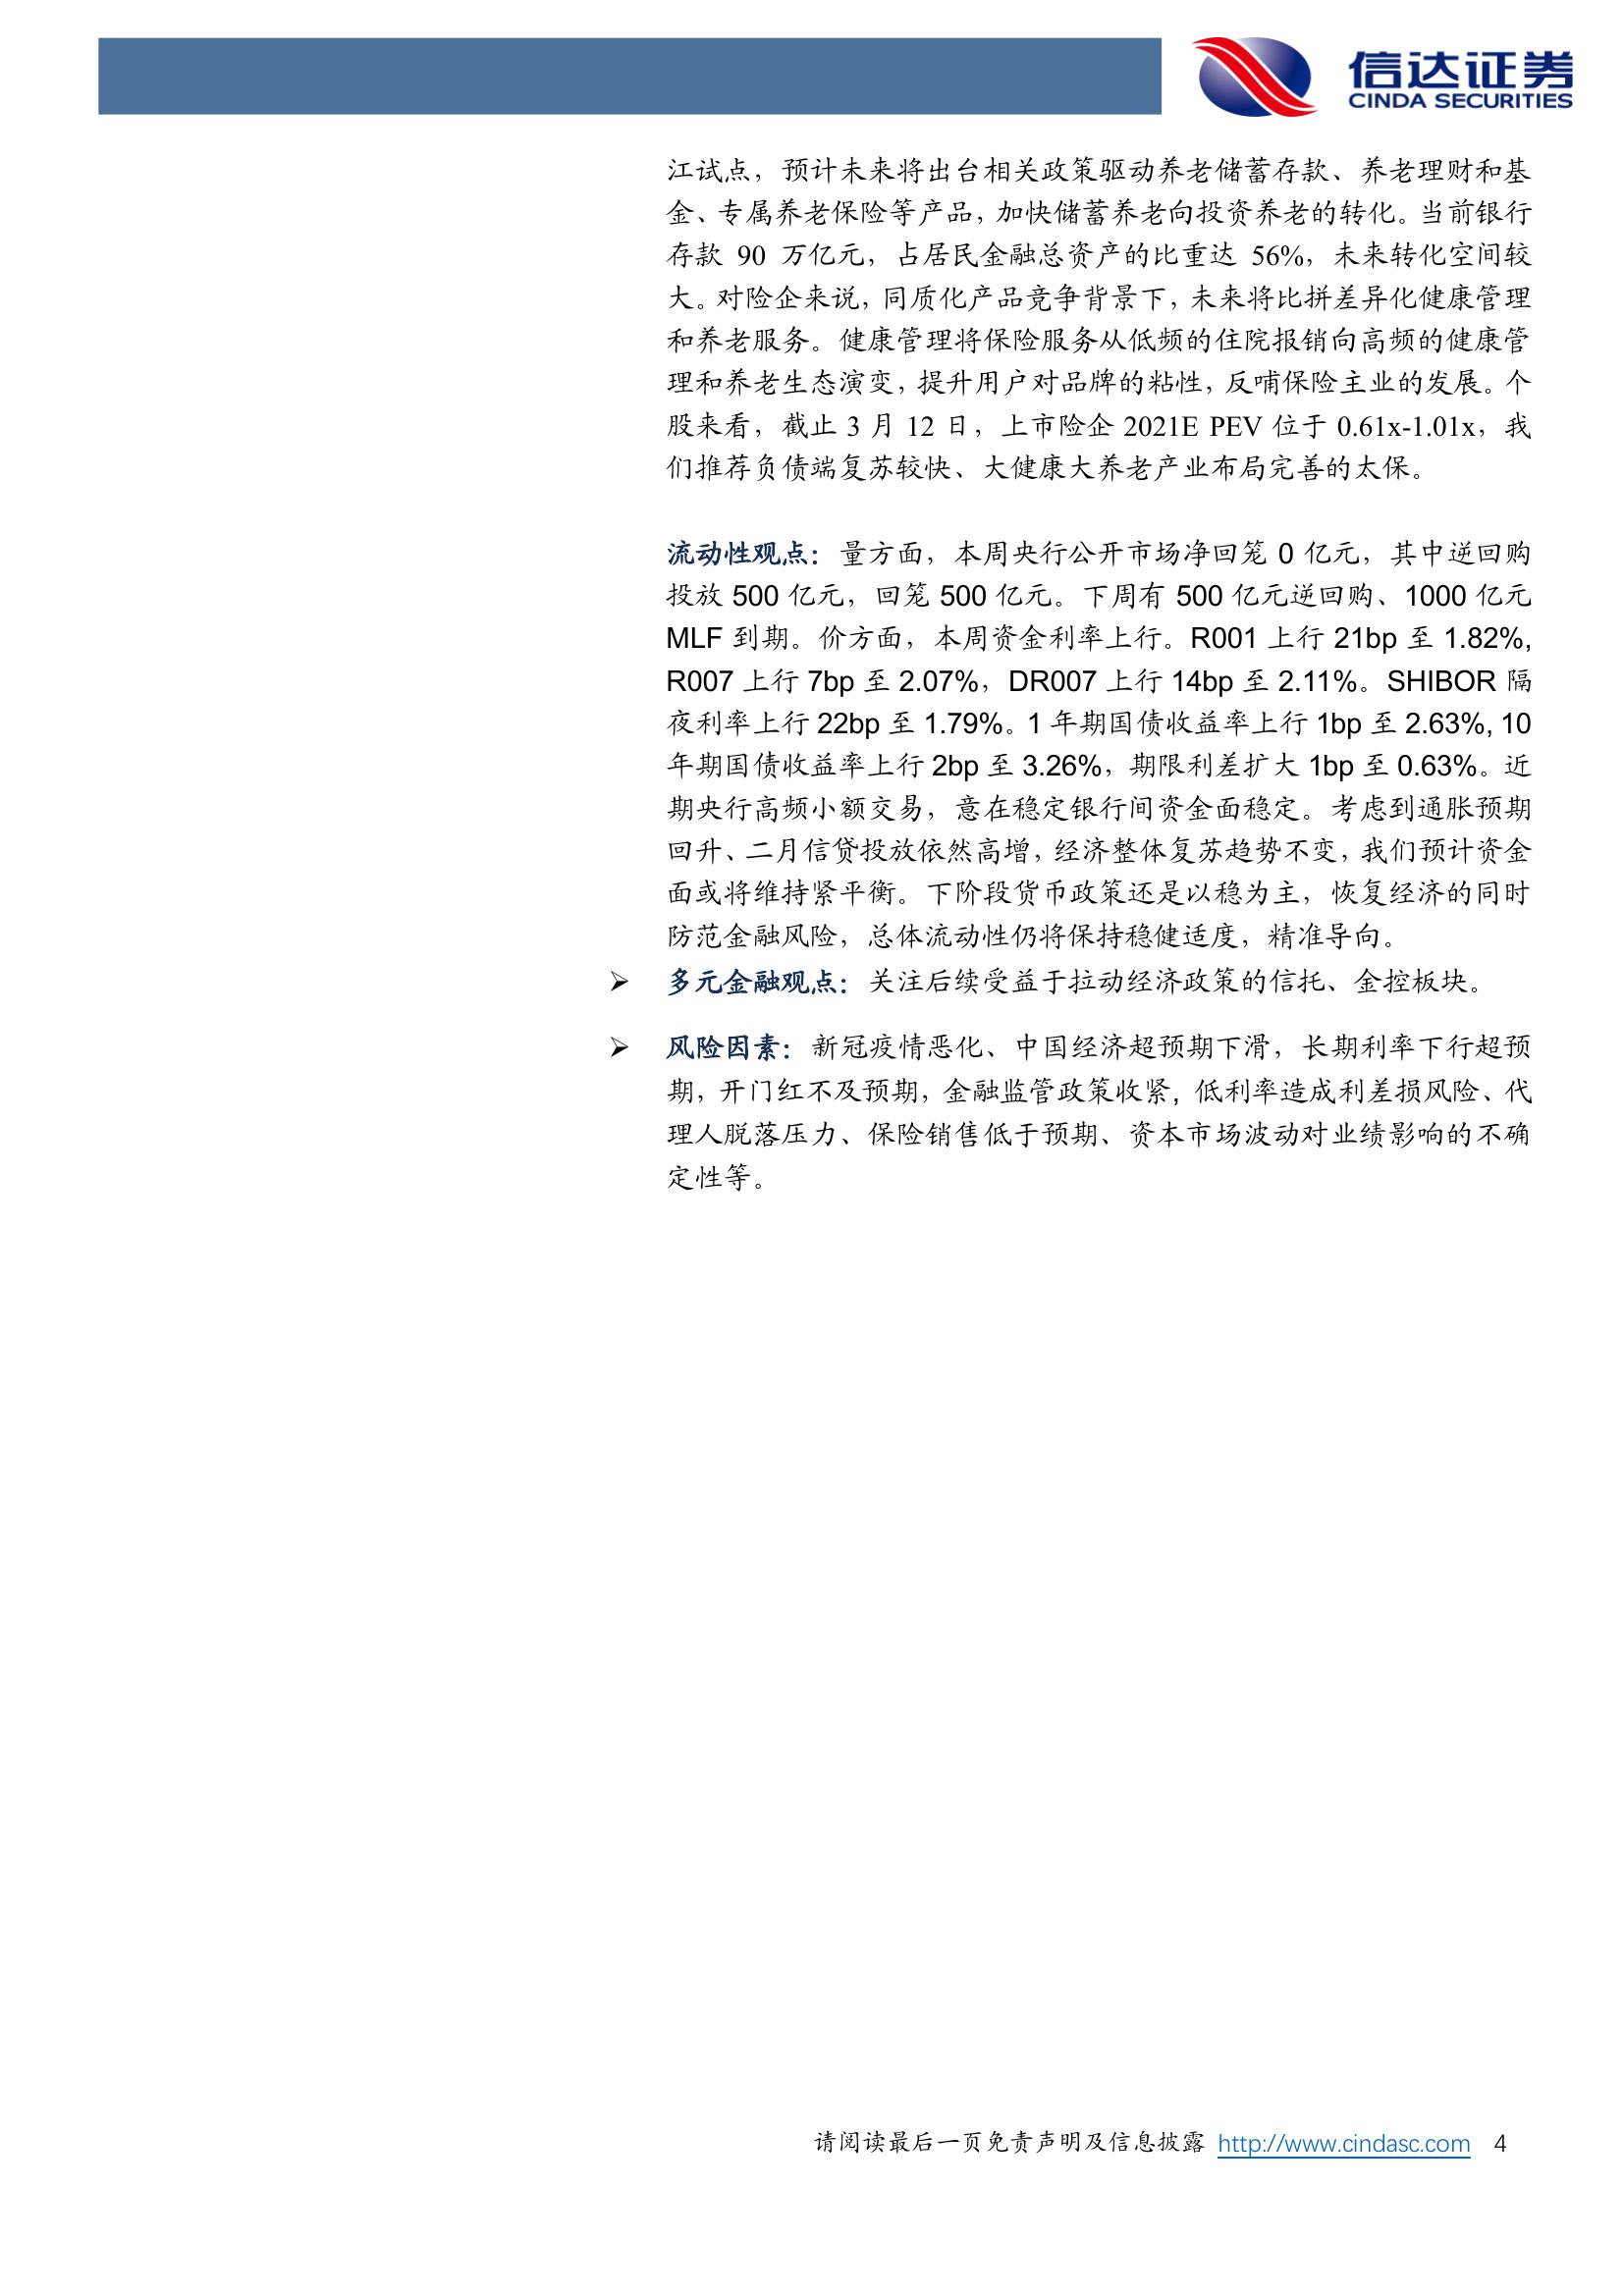 信达证券
CINDA SECURITIES
江试点，预计未来将出台相关政策驱动养老储蓄存款、养老理财和基
金、专属养老保险等产品，加快储蓄养老向投资养老的转化。当前银行
存款 90 万亿元，占居民金融总资产的比重达 56%，未来转化空间较
大。对险企来说，同质化产品竞争背景下，未来将比拼差异化健康管理
和养老服务。健康管理将保险服务从低频的住院报销向高频的健康管
理和养老生态演变，提升用户对品牌的粘性，反哺保险主业的发展。个
股来看，截止 3 月 12 日，上市险企 2021E PEV 位于 0.61x-1.01x，我
们推荐负债端复苏较快、大健康大养老产业布局完善的太保。
流动性观点：量方面，本周央行公开市场净回笼 0 亿元，其中逆回购
投放 500 亿元，回笼 500 亿元。下周有 500 亿元逆回购、1000 亿元
MLF 到期。价方面，本周资金利率上行。R001 上行 21bp 至 1.82%,
R007 上行 7bp 至 2.07%，DR007 上行 14bp 至 2.11%。SHIBOR 隔
夜利率上行 22bp 至 1.79%。1 年期国债收益率上行 1bp 至 2.63%, 10
年期国债收益率上行 2bp 至 3.26%，期限利差扩大 1bp 至 0.63%。近
期央行高频小额交易，意在稳定银行间资金面稳定。考虑到通胀预期
回升、二月信贷投放依然高增，经济整体复苏趋势不变，我们预计资金
面或将维持紧平衡。下阶段货币政策还是以稳为主，恢复经济的同时
防范金融风险，总体流动性仍将保持稳健适度，精准导向。
➢ 多元金融观点：关注后续受益于拉动经济政策的信托、金控板块。
➢ 风险因素：新冠疫情恶化、中国经济超预期下滑，长期利率下行超预
期，开门红不及预期，金融监管政策收紧, 低利率造成利差损风险、代
理人脱落压力、保险销售低于预期、资本市场波动对业绩影响的不确
定性等。
请阅读最后一页免责声明及信息披露 http://www.cindasc.com 4